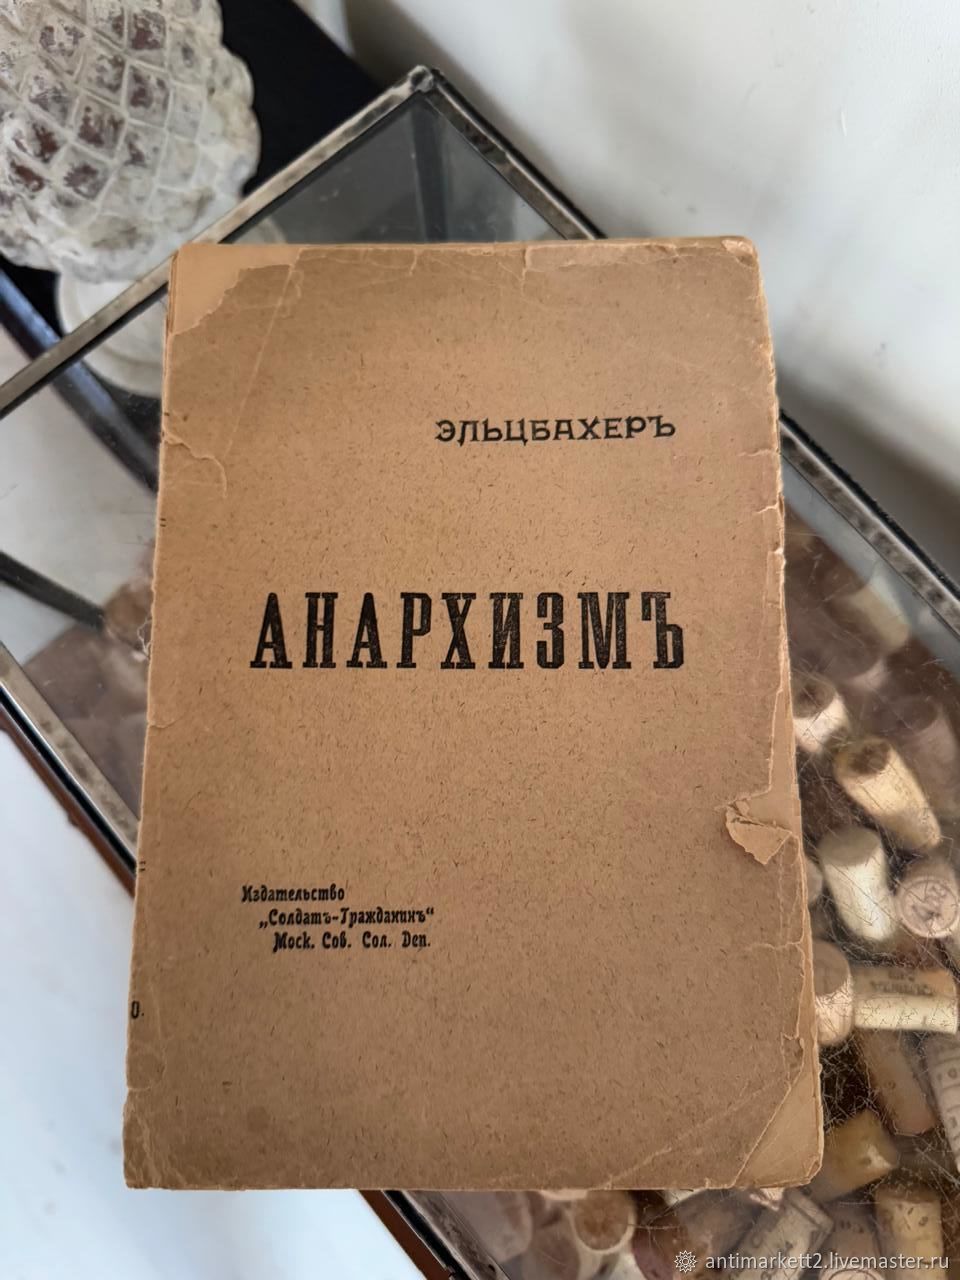 ЭЛЬЦБАХЕРЪ
АНАРХИЗМЪ
Издательство
„Солдатъ-Гражданинъ“
Моск. Сов. Сол. Деп.
О.
antimarkett2.livemaster.ru